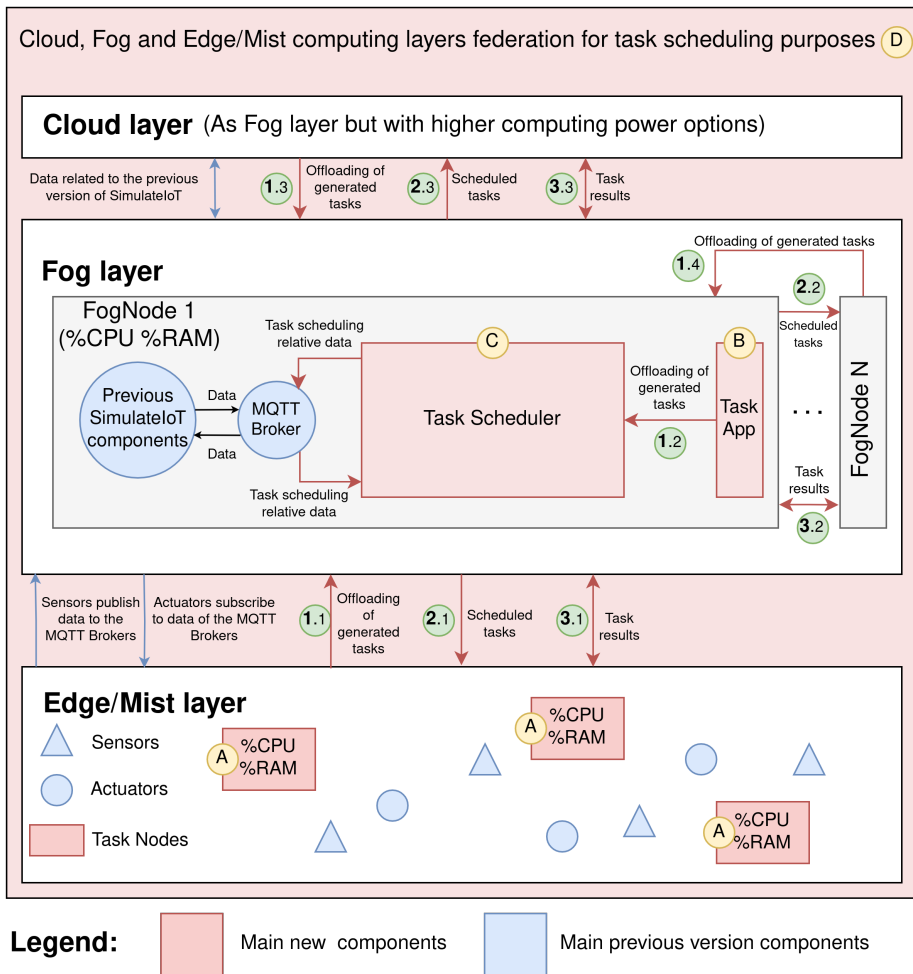 Cloud, Fog and Edge/Mist computing layers federation for task scheduling purposes D
Cloud layer (As Fog layer but with higher computing power options)
Data related to the previous
version of SimulateIoT
1.3
Offloading of
generated
tasks
2.3
Scheduled
tasks
3.3
Task
results
Fog layer
Offloading of generated tasks
1.4
2.2
Scheduled
tasks
FogNode 1
(%CPU %RAM)
Task scheduling
relative data
Previous
SimulateIoT
components
Data
Data
MQTT
Broker
Task scheduling
relative data
C
Task Scheduler
Offloading of
generated
tasks
1.2
B
Task
App
...
FogNode N
Task
results
3.2
Sensors publish
data to the
MQTT Brokers
Actuators subscribe
to data of the MQTT
Brokers
1.1
Offloading
of
generated
tasks
2.1
Scheduled
tasks
3.1
Task
results
Edge/Mist layer
Sensors
Actuators
Task Nodes
A
%CPU
%RAM
A
%CPU
%RAM
A
%CPU
%RAM
Legend:
Main new components
Main previous version components